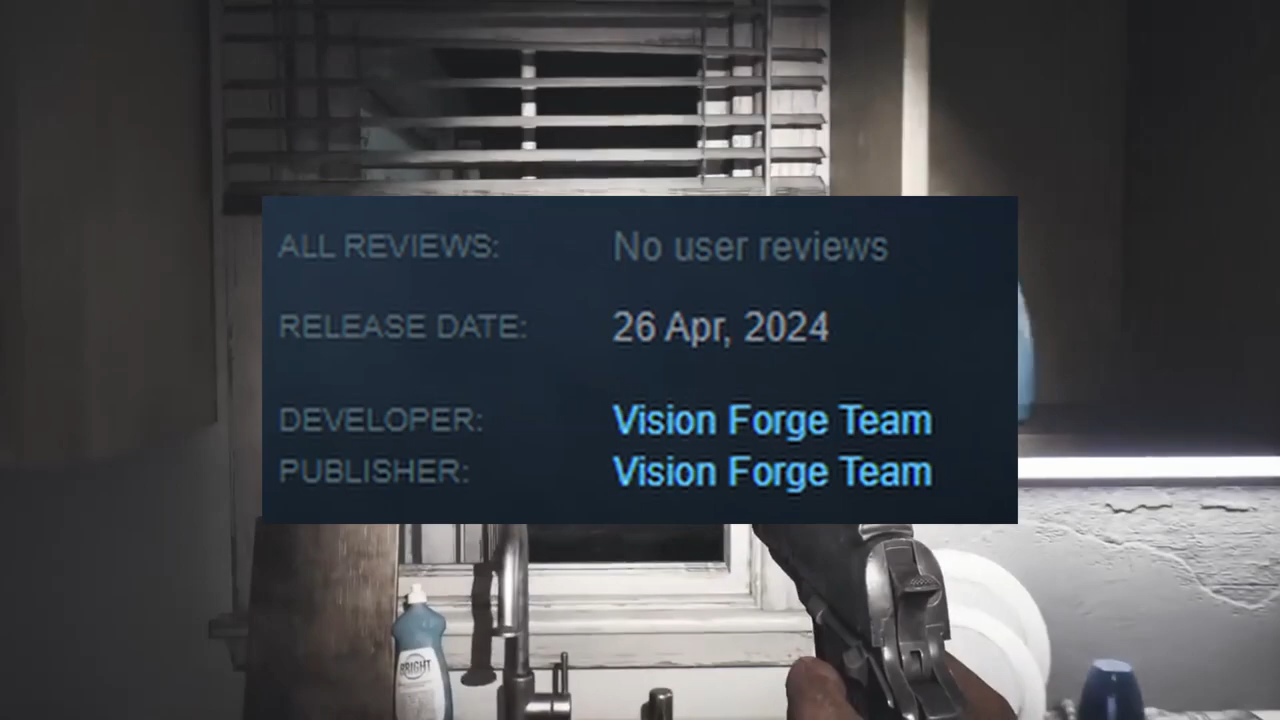 ALL REVIEWS: No user reviews
RELEASE DATE: 26 Apr, 2024
DEVELOPER: Vision Forge Team
PUBLISHER: Vision Forge Team
BRIGHT